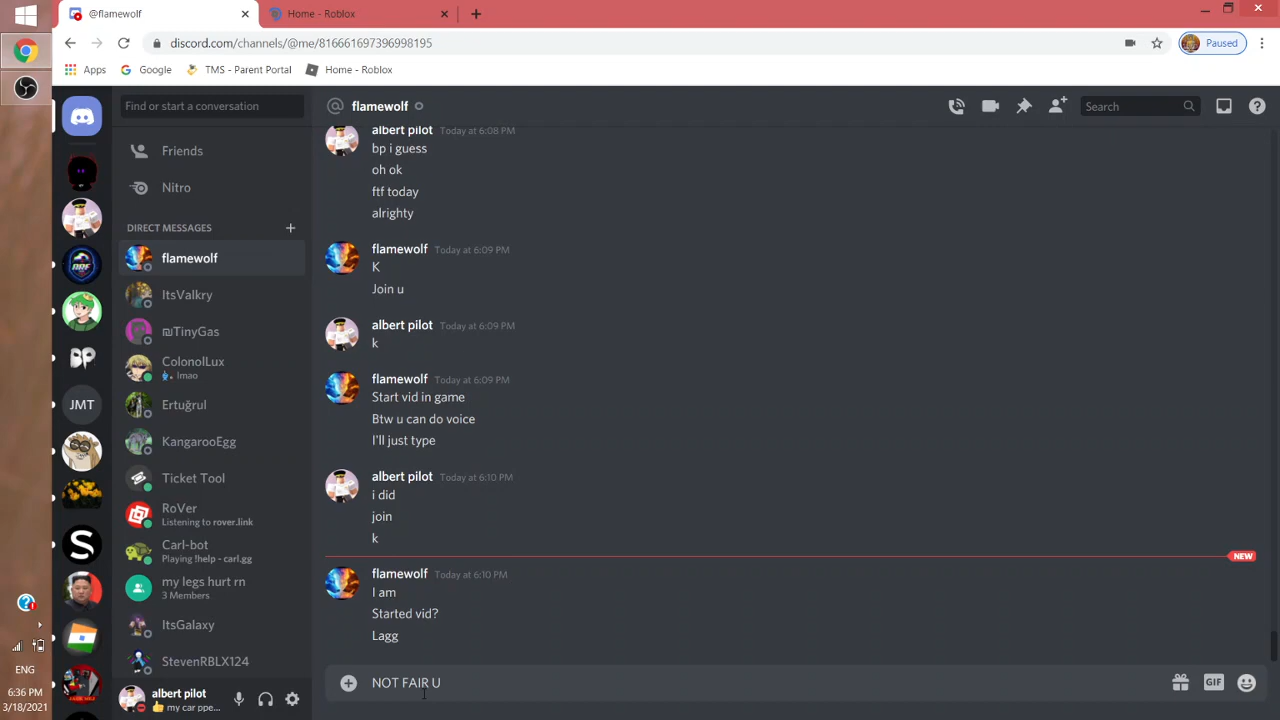 @flamewolf
Home - Roblox
discord.com/channels/@me/816661697396998195
Paused
Apps
Google
TMS - Parent Portal
Home - Roblox
Find or start a conversation
flamewolf
Search
Friends
Nitro
DIRECT MESSAGES
flamewolf
ItsValkry
₪TinyGas
ColonolLux
lmao
Ertuğrul
KangarooEgg
Ticket Tool
RoVer
Listening to rover.link
Carl-bot
Playing !help - carl.gg
my legs hurt rn
3 Members
ItsGalaxy
StevenRBLX124
albert pilot
my car ppe...
BP
JMT
S
albert pilot Today at 6:08 PM
bp i guess
oh ok
ftf today
alrighty
flamewolf Today at 6:09 PM
K
Join u
albert pilot Today at 6:09 PM
k
flamewolf Today at 6:09 PM
Start vid in game
Btw u can do voice
I'll just type
albert pilot Today at 6:10 PM
i did
join
k
NEW
flamewolf Today at 6:10 PM
I am
Started vid?
Lagg
NOT FAIR U
GIF
ENG
6:36 PM
3/18/2021